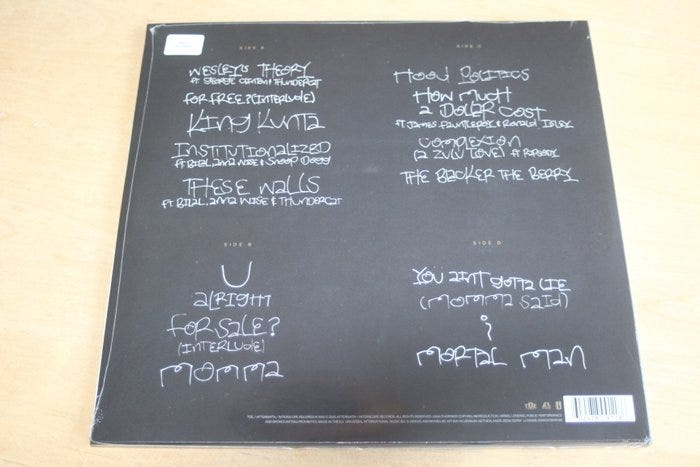 SIDE A
WESLEY'S THEORY
FT GEORGE CLINTON & THUNDERCAT
FOR FREE? (INTERLUDE)
KING KUNTA
INSTITUTIONALIZED
FT BILAL, ANNA WISE & SNOOP DOGG
THESE WALLS
FT BILAL, ANNA WISE & THUNDERCAT
SIDE B
U
ALRIGHT
FOR SALE?
(INTERLUDE)
MOMMA
SIDE C
HOOD POLITICS
HOW MUCH
A DOLLAR COST
FT JAMES FAUNTLEROY & RONALD ISLEY
COMPLEXION
(A ZULU LOVE) FT RAPSODY
THE BLACKER THE BERRY
SIDE D
YOU AINT GOTTA LIE
(MOMMA SAID)
i
MORTAL MAN
TDE